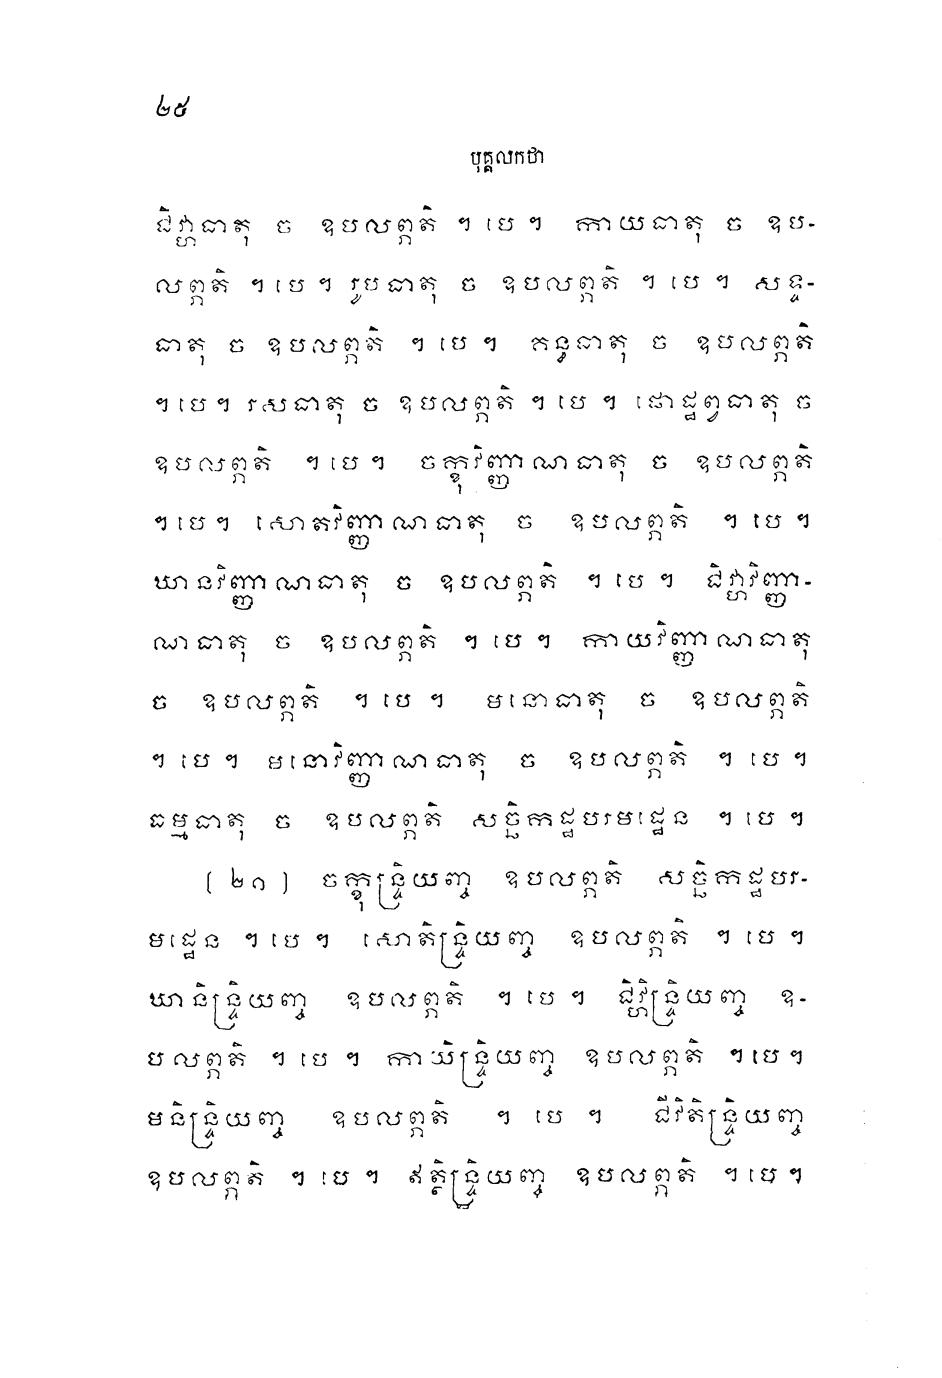 ២៥
បុគ្គលកថា
ជិវ្ហាធាតុ ច ឧបលព្ភតិ ។ បេ ។ កាយធាតុ ច ឧប-
លព្ភតិ ។ បេ ។ រូបធាតុ ច ឧបលព្ភតិ ។ បេ ។ សទ្ទ-
ធាតុ ច ឧបលព្ភតិ ។ បេ ។ គន្ធធាតុ ច ឧបលព្ភតិ
។ បេ ។ រសធាតុ ច ឧបលព្ភតិ ។ បេ ។ ផោដ្ឋព្វធាតុ ច
ឧបលព្ភតិ ។ បេ ។ ចក្ខុវិញ្ញាណធាតុ ច ឧបលព្ភតិ
។ បេ ។ សោតវិញ្ញាណធាតុ ច ឧបលព្ភតិ ។ បេ ។
ឃានវិញ្ញាណធាតុ ច ឧបលព្ភតិ ។ បេ ។ ជិវ្ហាវិញ្ញា-
ណធាតុ ច ឧបលព្ភតិ ។ បេ ។ កាយវិញ្ញាណធាតុ
ច ឧបលព្ភតិ ។ បេ ។ មនោធាតុ ច ឧបលព្ភតិ
។ បេ ។ មនោវិញ្ញាណធាតុ ច ឧបលព្ភតិ ។ បេ ។
ធម្មធាតុ ច ឧបលព្ភតិ សច្ឆិកដ្ឋបរមដ្ឋេន ។ បេ ។
[ ២១ ] ចក្ខុន្ទ្រិយញ្ច ឧបលព្ភតិ សច្ឆិកដ្ឋបរ-
មដ្ឋេន ។ បេ ។ សោតិន្ទ្រិយញ្ច ឧបលព្ភតិ ។ បេ ។
ឃានិន្ទ្រិយញ្ច ឧបលព្ភតិ ។ បេ ។ ជិវ្ហិន្ទ្រិយញ្ច ឧ-
បលព្ភតិ ។ បេ ។ កាយិន្ទ្រិយញ្ច ឧបលព្ភតិ ។ បេ ។
មនិន្ទ្រិយញ្ច ឧបលព្ភតិ ។ បេ ។ ជីវិតិន្ទ្រិយញ្ច
ឧបលព្ភតិ ។ បេ ។ ឥត្ថិន្ទ្រិយញ្ច ឧបលព្ភតិ ។ បេ ។